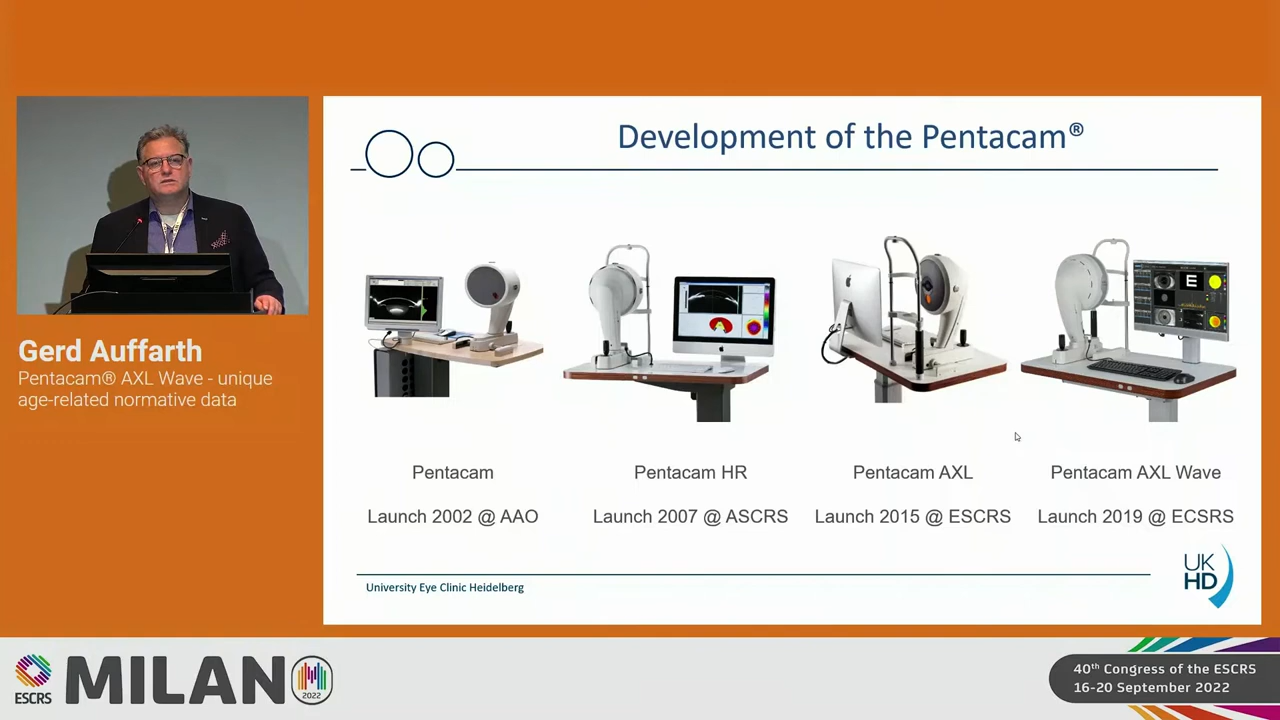 Development of the Pentacam®
Gerd Auffarth
Pentacam® AXL Wave - unique
age-related normative data
E
Pentacam
Pentacam HR
Pentacam AXL
Pentacam AXL Wave
Launch 2002 @ AAO
Launch 2007 @ ASCRS
Launch 2015 @ ESCRS
Launch 2019 @ ECSRS
University Eye Clinic Heidelberg
UK
HD
ESCRS
MILANO
2022
40th Congress of the ESCRS
16-20 September 2022